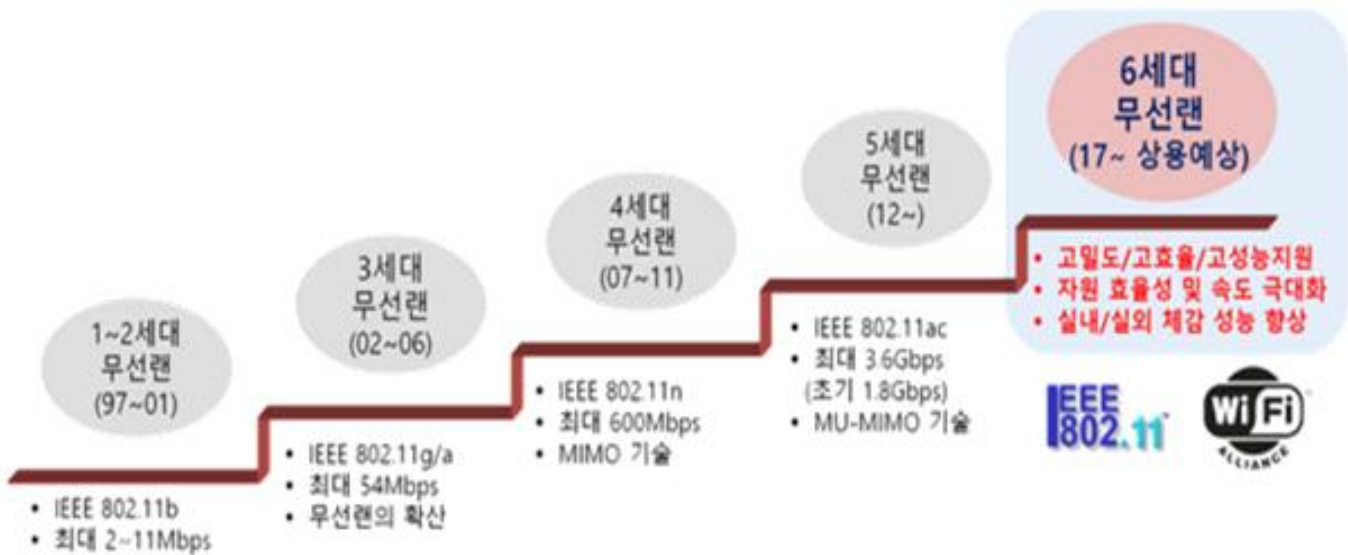 1~2세대
무선랜
(97~01)
• IEEE 802.11b
• 최대 2~11Mbps
3세대
무선랜
(02~06)
• IEEE 802.11g/a
• 최대 54Mbps
• 무선랜의 확산
4세대
무선랜
(07~11)
• IEEE 802.11n
• 최대 600Mbps
• MIMO 기술
5세대
무선랜
(12~)
• IEEE 802.11ac
• 최대 3.6Gbps
(초기 1.8Gbps)
• MU-MIMO 기술
6세대
무선랜
(17~ 상용예상)
• 고밀도/고효율/고성능지원
• 자원 효율성 및 속도 극대화
• 실내/실외 체감 성능 향상
IEEE
802.11
Wi Fi
ALLIANCE